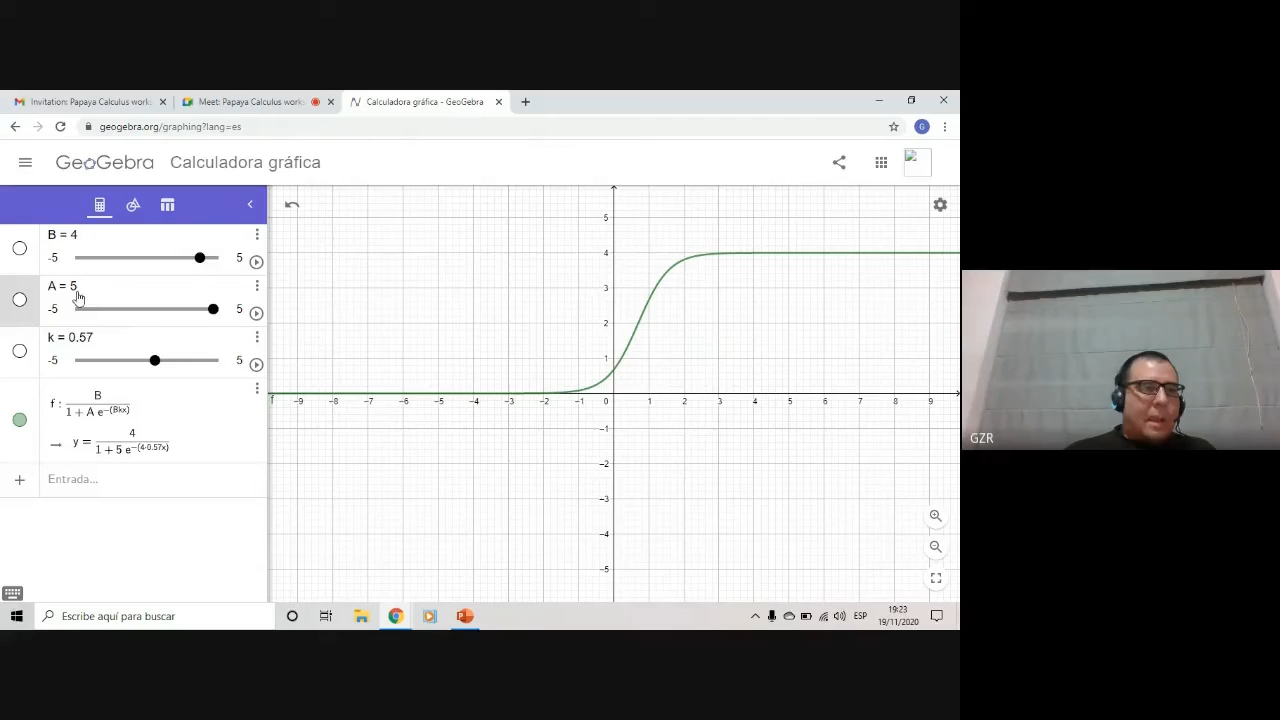 Invitation: Papaya Calculus works
Meet: Papaya Calculus works
Calculadora gráfica - GeoGebra
geogebra.org/graphing?lang=es
G
GeoGebra
Calculadora gráfica
B = 4
-5
5
A = 5
-5
5
k = 0.57
-5
5
f : B / (1 + A e^-(Bkx))
→ y = 4 / (1 + 5 e^-(4·0.57x))
Entrada...
5
4
3
2
1
-9 -8 -7 -6 -5 -4 -3 -2 -1 0 1 2 3 4 5 6 7 8 9
-1
-2
-3
-4
-5
GZR
Escribe aquí para buscar
ESP
19:23
19/11/2020